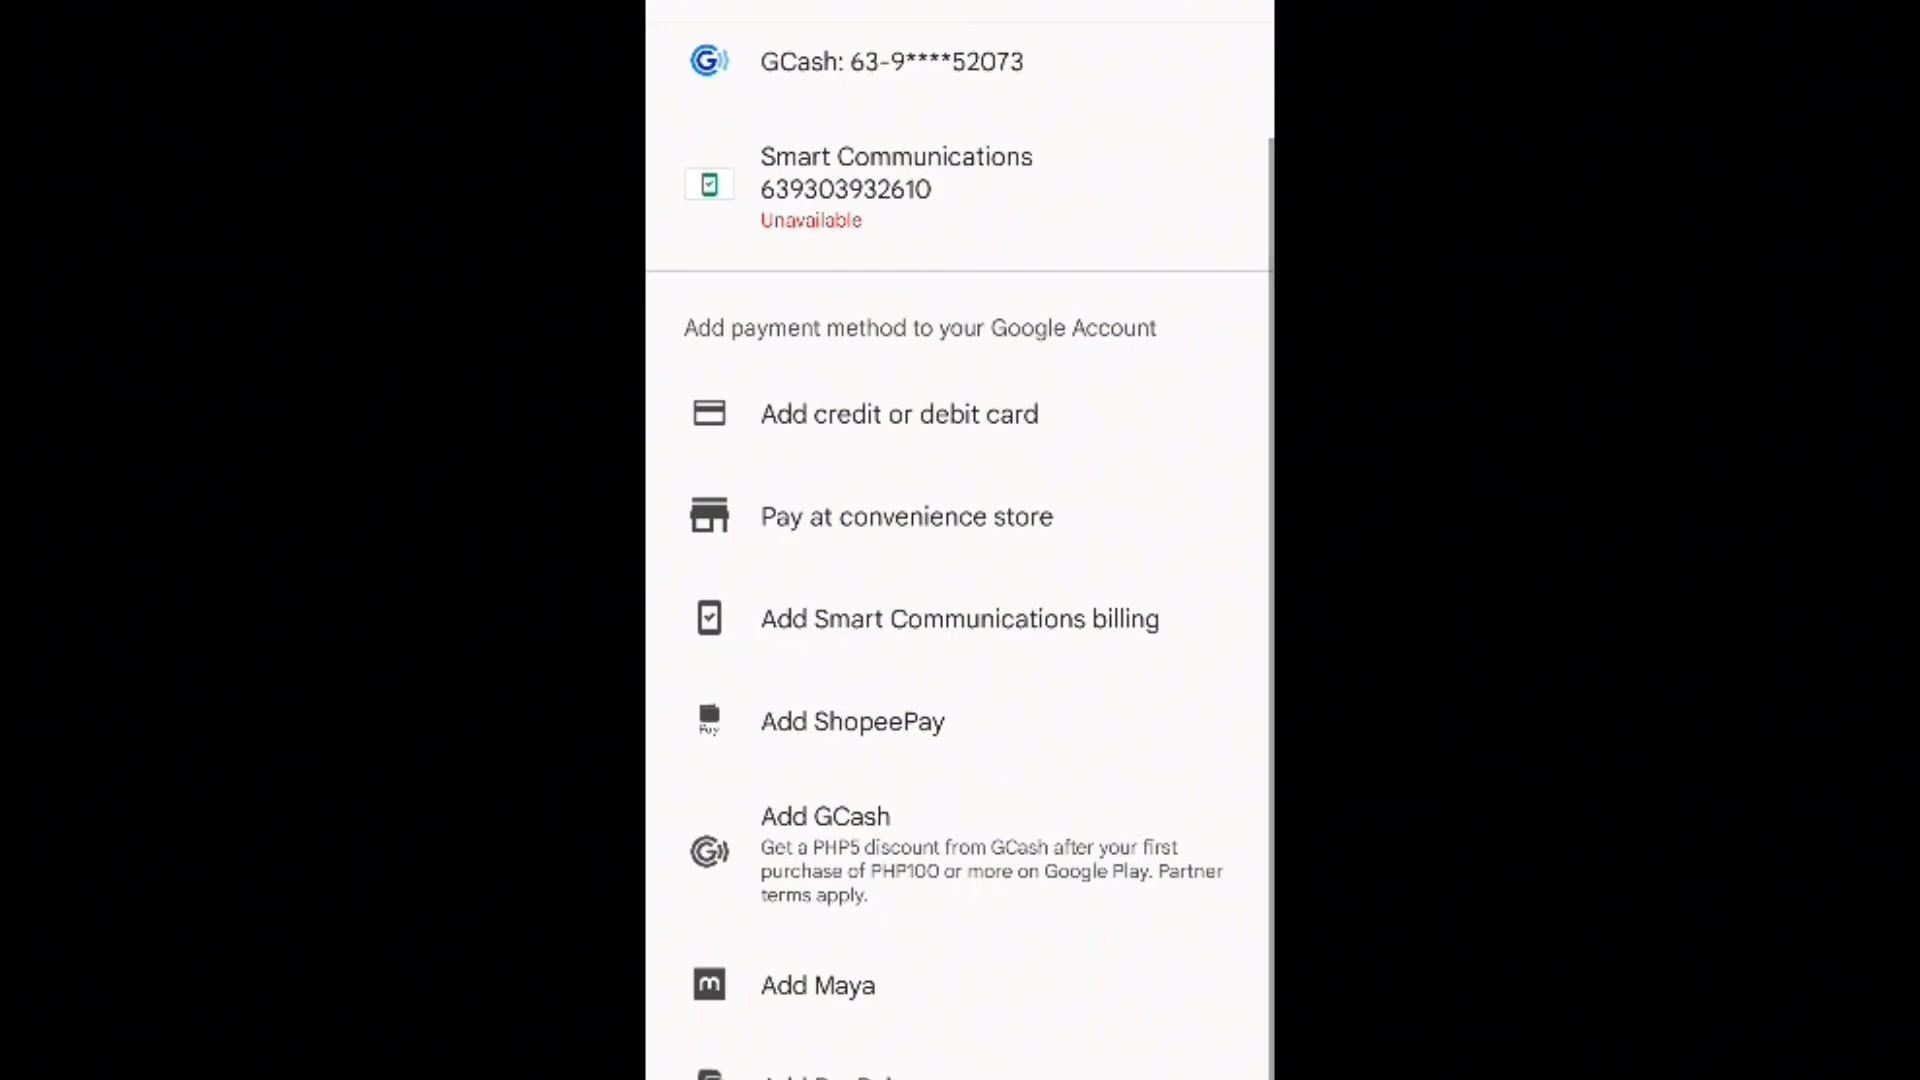 GCash: 63-9****52073
Smart Communications
639303932610
Unavailable
Add payment method to your Google Account
Add credit or debit card
Pay at convenience store
Add Smart Communications billing
Pay
Add ShopeePay
Add GCash
Get a PHP5 discount from GCash after your first
purchase of PHP100 or more on Google Play. Partner
terms apply.
Add Maya